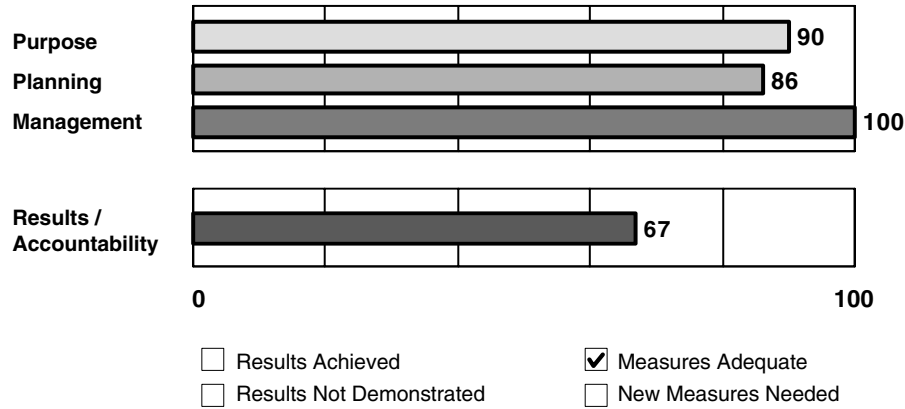 Purpose 90
Planning 86
Management 100
Results /
Accountability 67
0 100
Results Achieved Measures Adequate
Results Not Demonstrated New Measures Needed